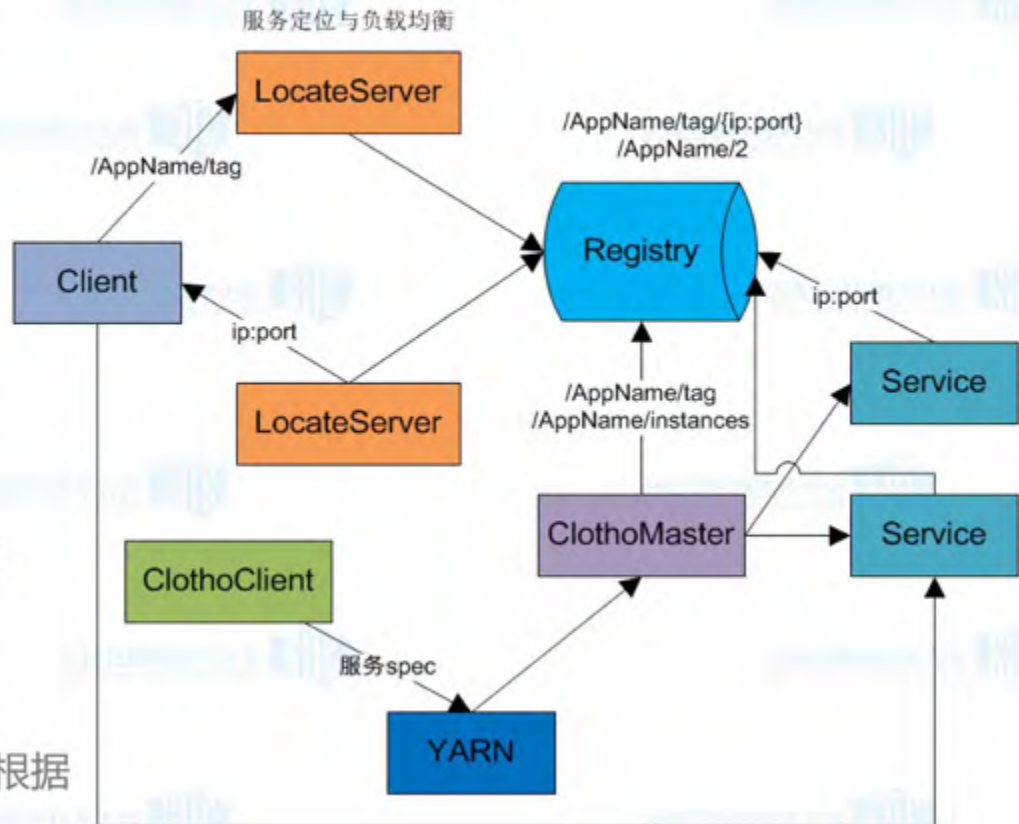 服务定位与负载均衡
LocateServer
/AppName/tag/{ip:port}
/AppName/2
/AppName/tag
Registry
Client
ip:port
ip:port
Service
LocateServer
/AppName/tag
/AppName/instances
ClothoMaster
Service
ClothoClient
服务spec
YARN
根据